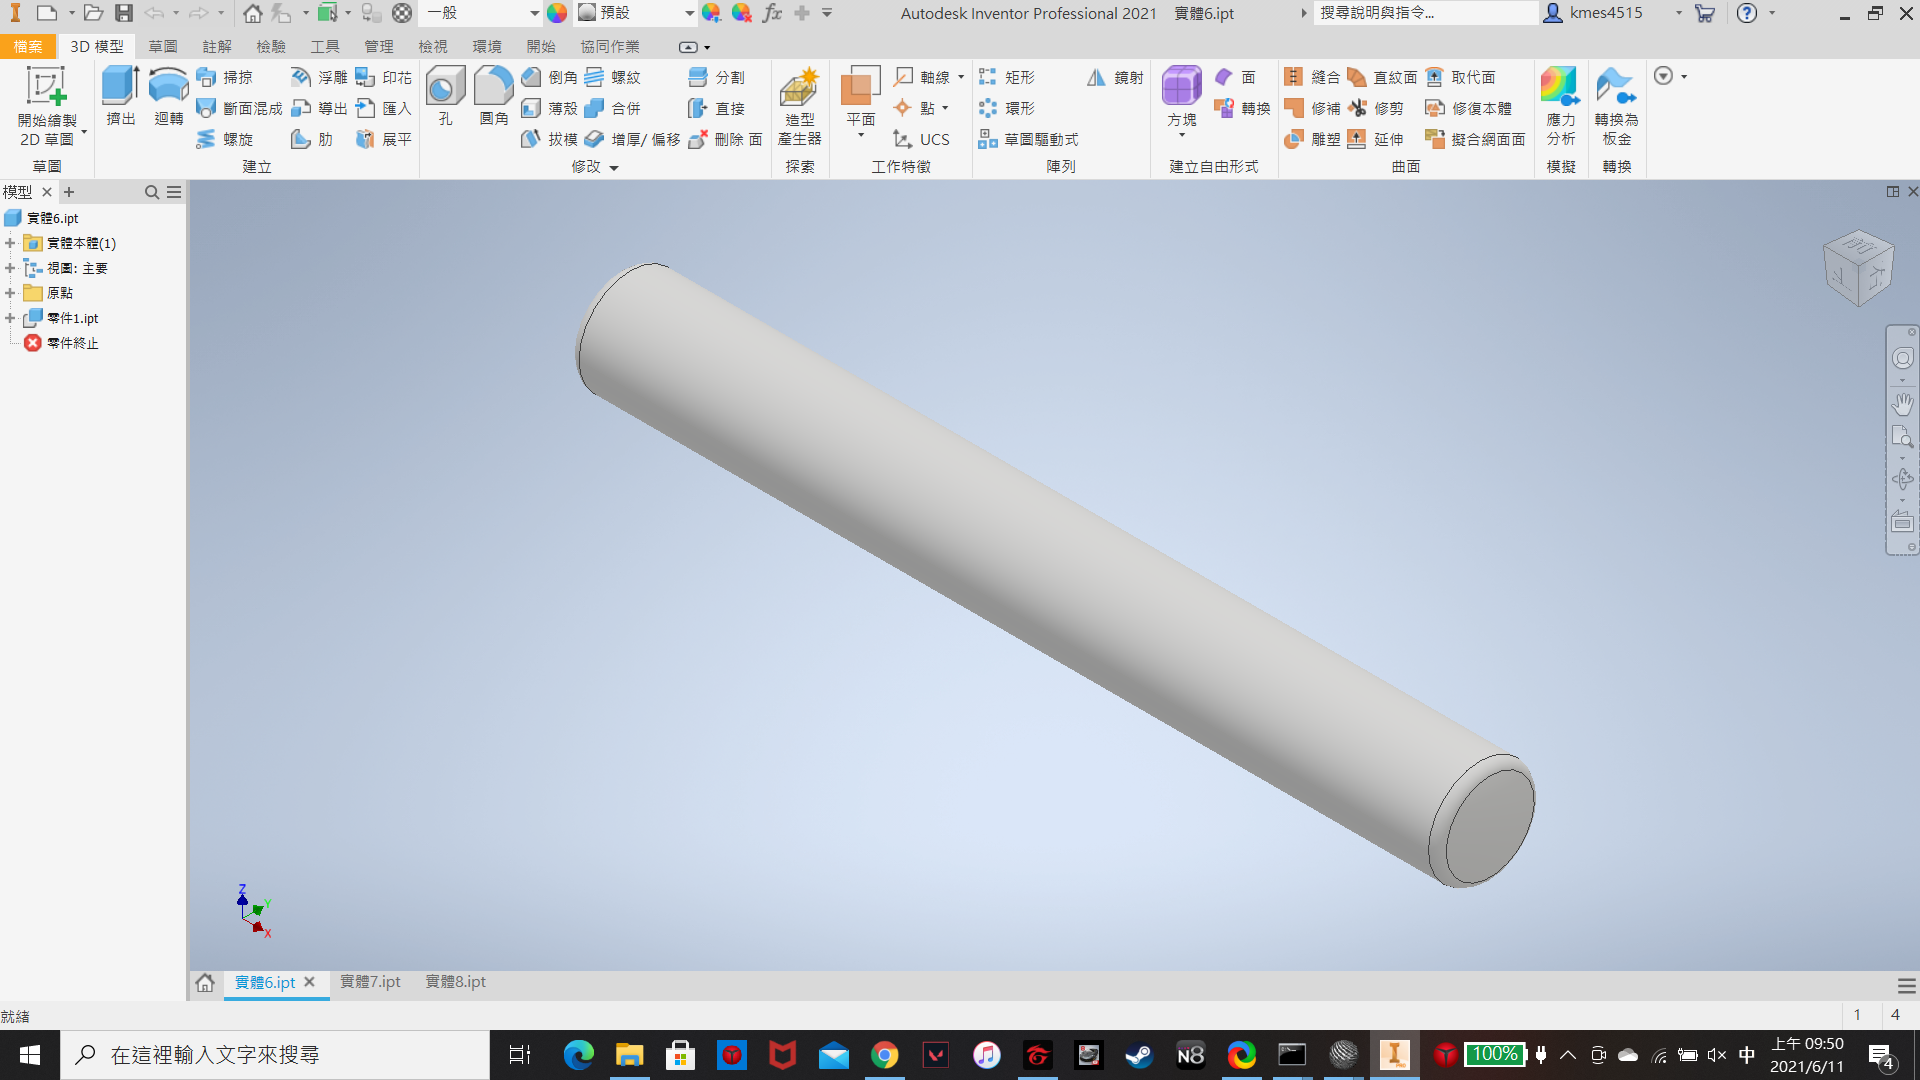 一般
預設
fx
Autodesk Inventor Professional 2021 實體6.ipt
搜尋說明與指令...
kmes4515
檔案 3D 模型 草圖 註解 檢驗 工具 管理 檢視 環境 開始 協同作業
開始繪製
2D 草圖
草圖
擠出
迴轉
掃掠
斷面混成
螺旋
浮雕
導出
肋
印花
匯入
展平
建立
孔
圓角
倒角
薄殼
拔模
螺紋
合併
增厚/ 偏移
分割
直接
刪除 面
修改
造型
產生器
探索
平面
軸線
點
UCS
工作特徵
矩形
環形
草圖驅動式
鏡射
陣列
方塊
面
轉換
建立自由形式
縫合
修補
雕塑
直紋面
修剪
延伸
取代面
修復本體
擬合網面面
曲面
應力
分析
模擬
轉換為
板金
轉換
模型
實體6.ipt
實體本體(1)
視圖: 主要
原點
零件1.ipt
零件終止
Z
Y
X
實體6.ipt 實體7.ipt 實體8.ipt
就緒
1 4
在這裡輸入文字來搜尋
N8
100%
中
上午 09:50
2021/6/11
4